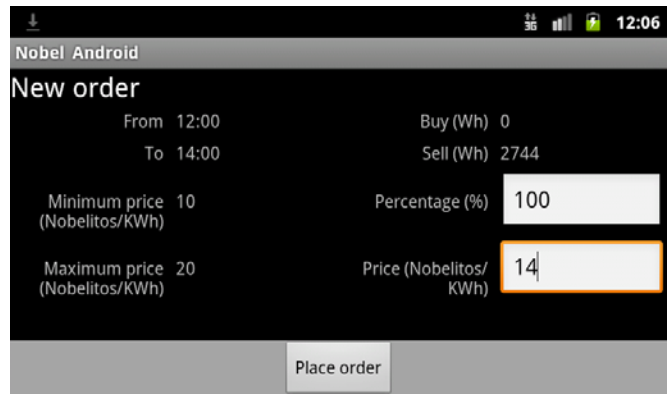 3G 12:06
Nobel Android
New order
From 12:00 Buy (Wh) 0
To 14:00 Sell (Wh) 2744
Minimum price 10 Percentage (%) 100
(Nobelitos/KWh)
Maximum price 20 Price (Nobelitos/ 14
(Nobelitos/KWh) KWh)
Place order